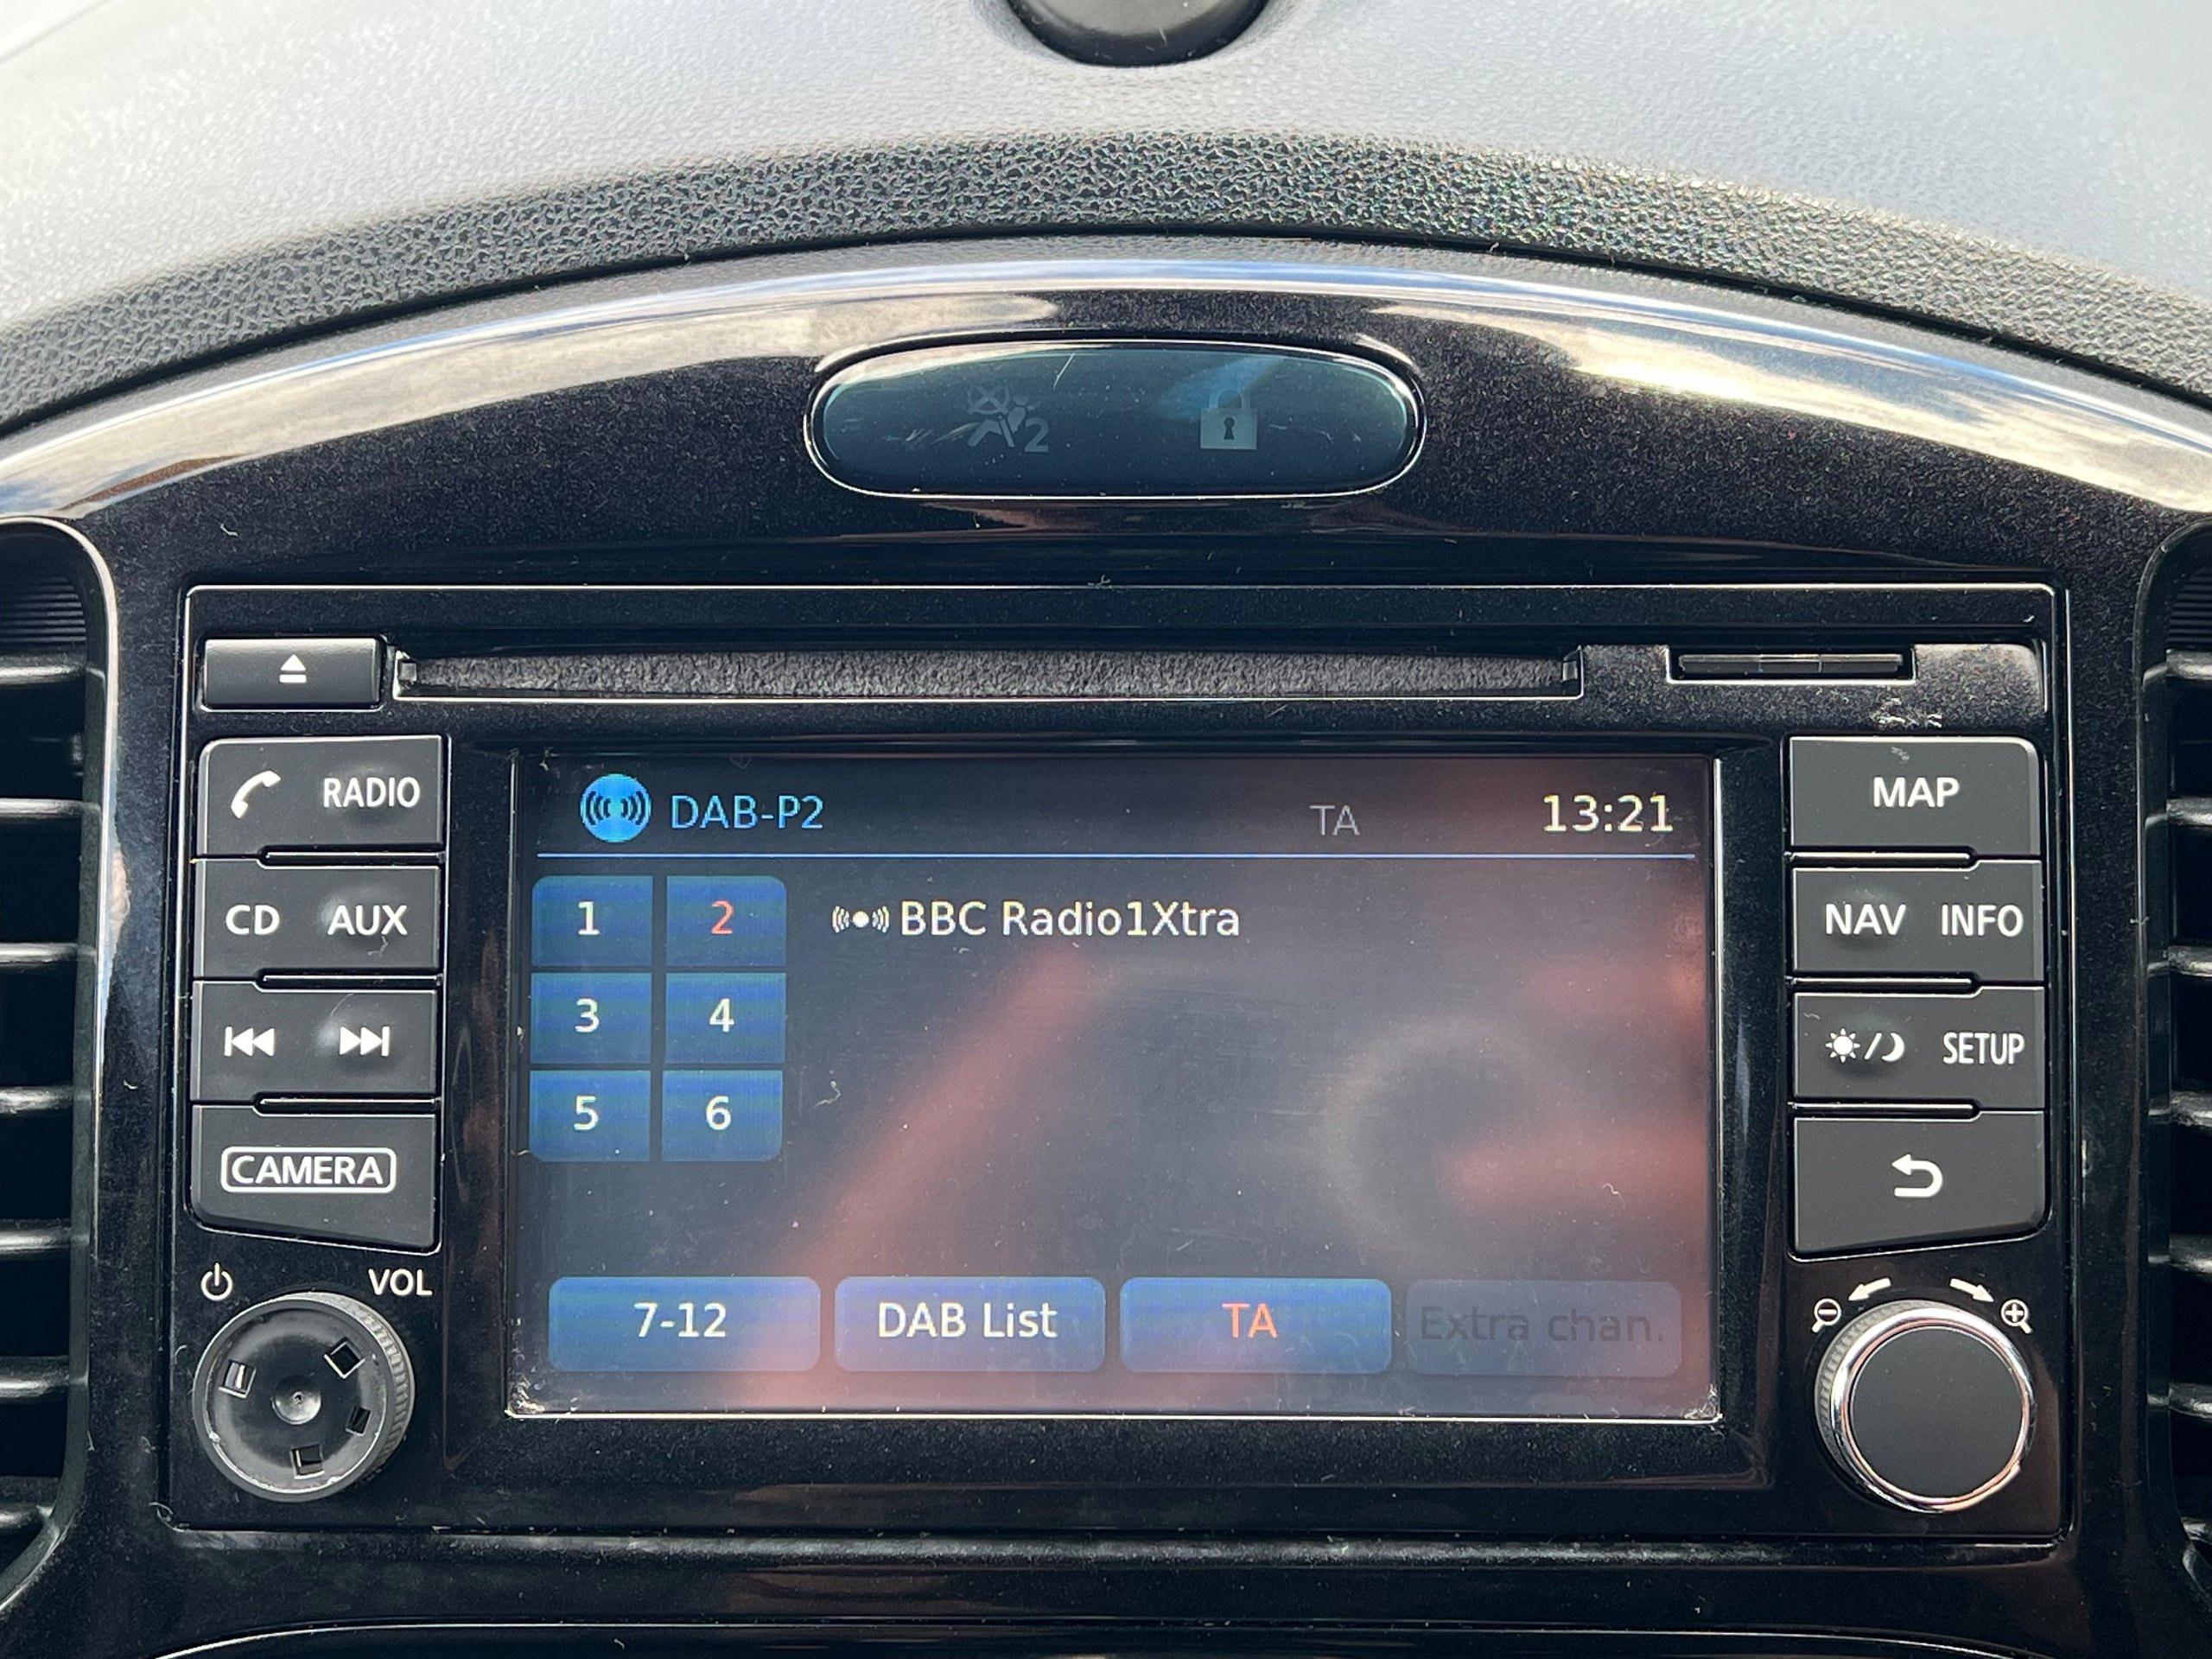 2
RADIO
MAP
DAB-P2 TA 13:21
CD AUX
1 2
BBC Radio1Xtra
NAV INFO
3 4
SETUP
5 6
CAMERA
VOL
7-12 DAB List TA Extra chan.